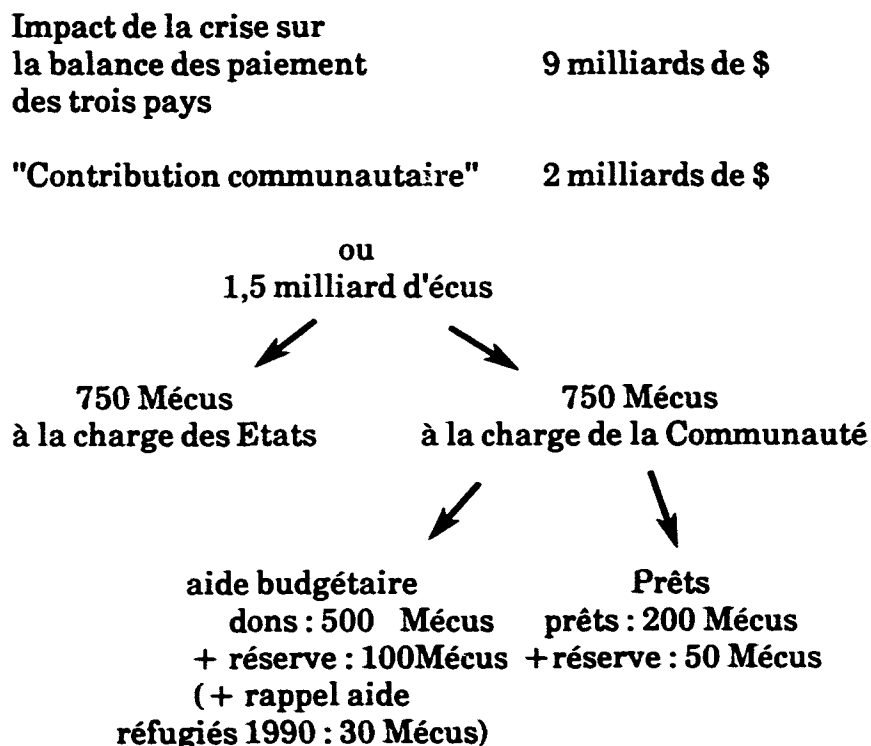 Impact de la crise sur
la balance des paiement 9 milliards de $
des trois pays
"Contribution communautaire" 2 milliards de $
ou
1,5 milliard d'écus
750 Mécus 750 Mécus
à la charge des Etats à la charge de la Communauté
aide budgétaire Prêts
dons : 500 Mécus prêts : 200 Mécus
+ réserve : 100Mécus +réserve : 50 Mécus
(+ rappel aide
réfugiés 1990 : 30 Mécus)